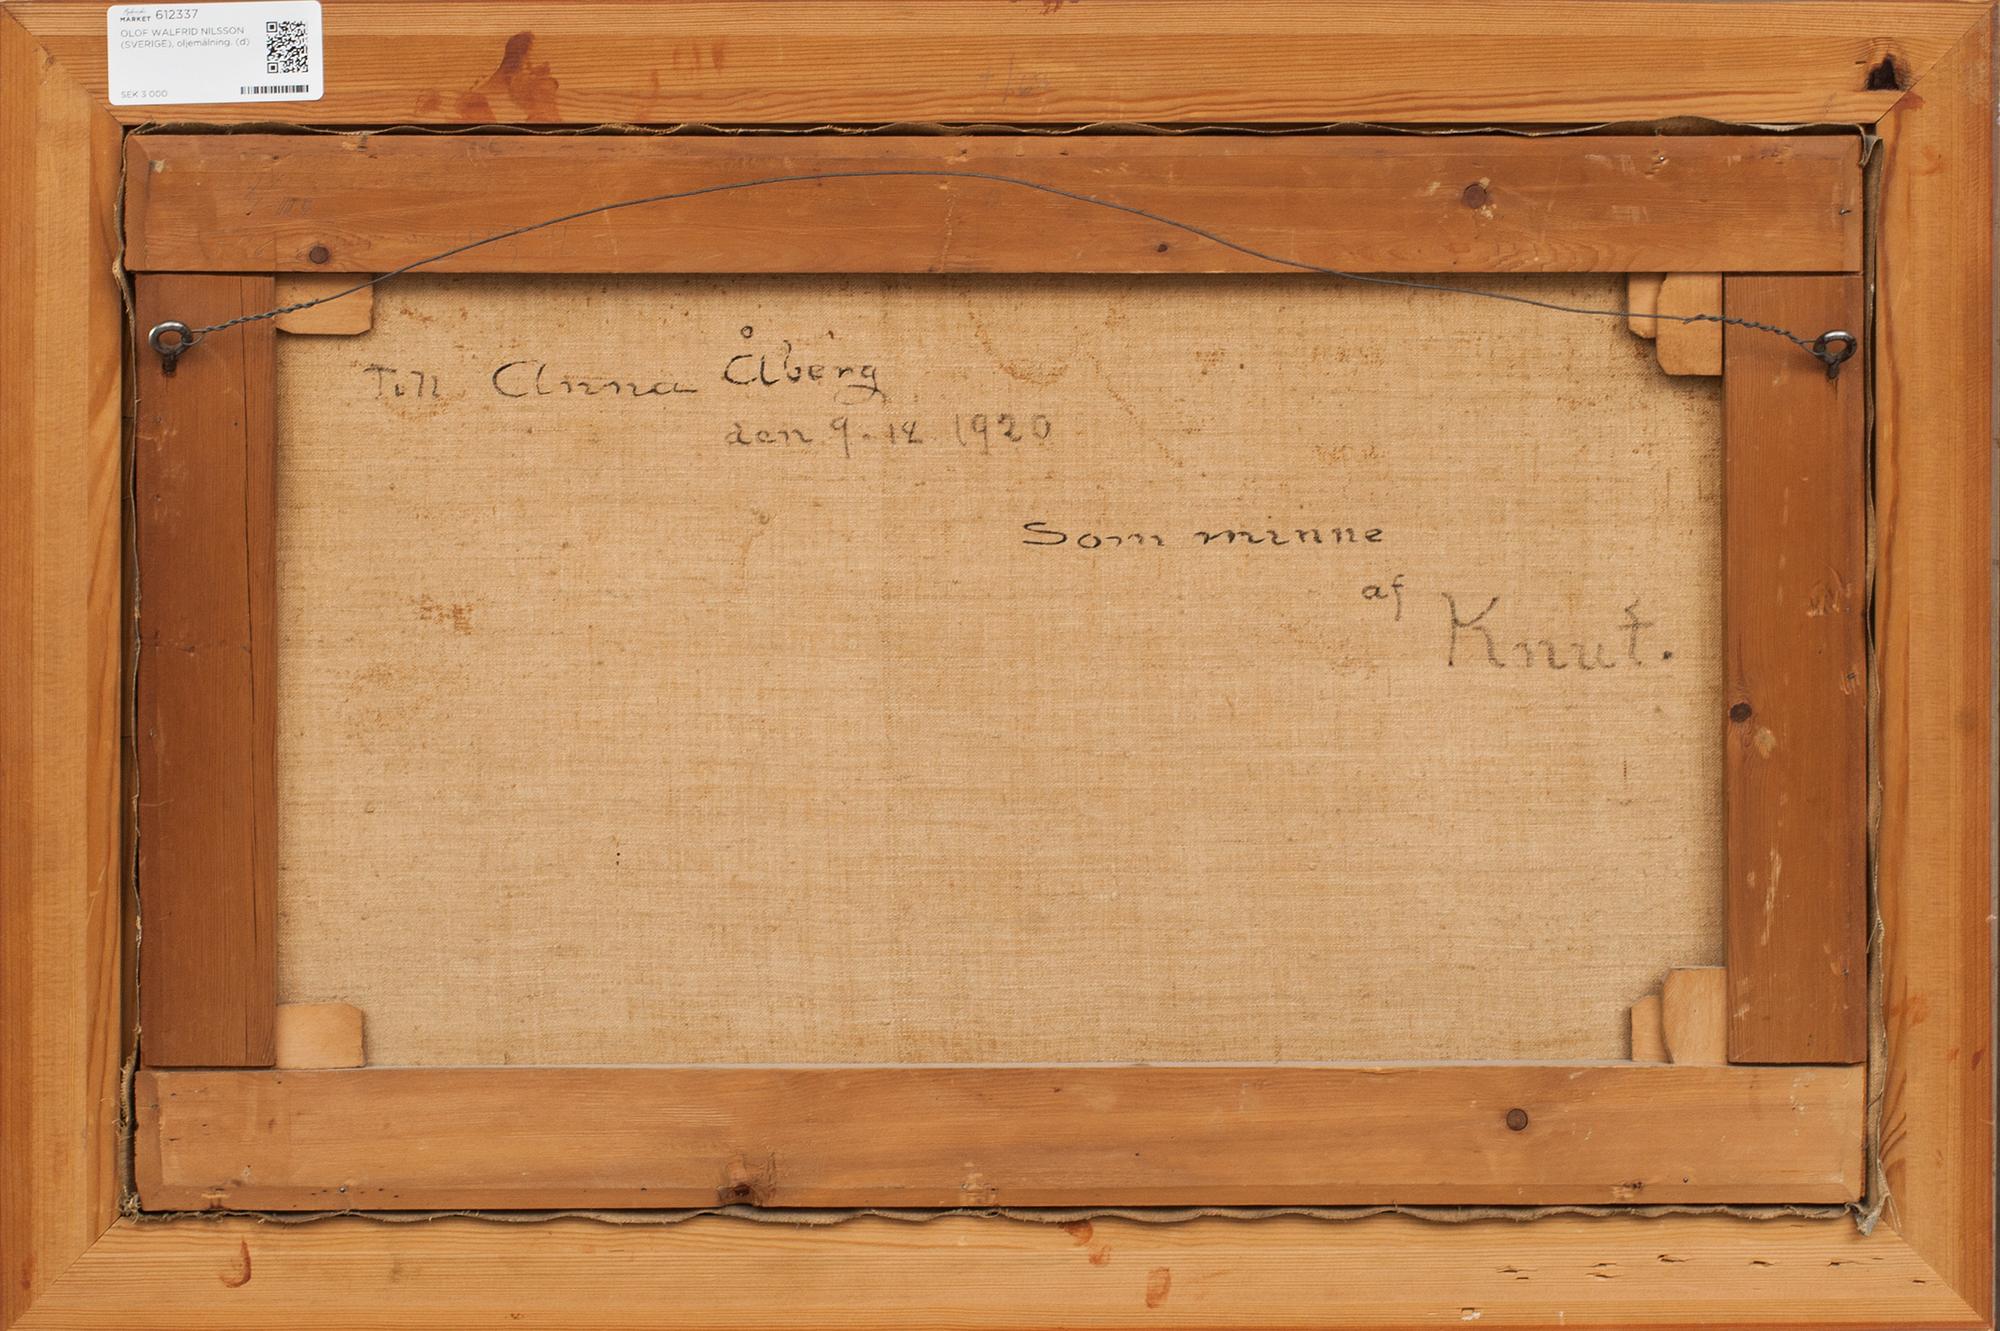 MARKET 612337
OLOF WALFRID NILSSON
(SVERIGE), oljemålning. (d)
SEK 3 000
Till Anna Åberg
den 9. 12 1920
Som minne
af Knut.